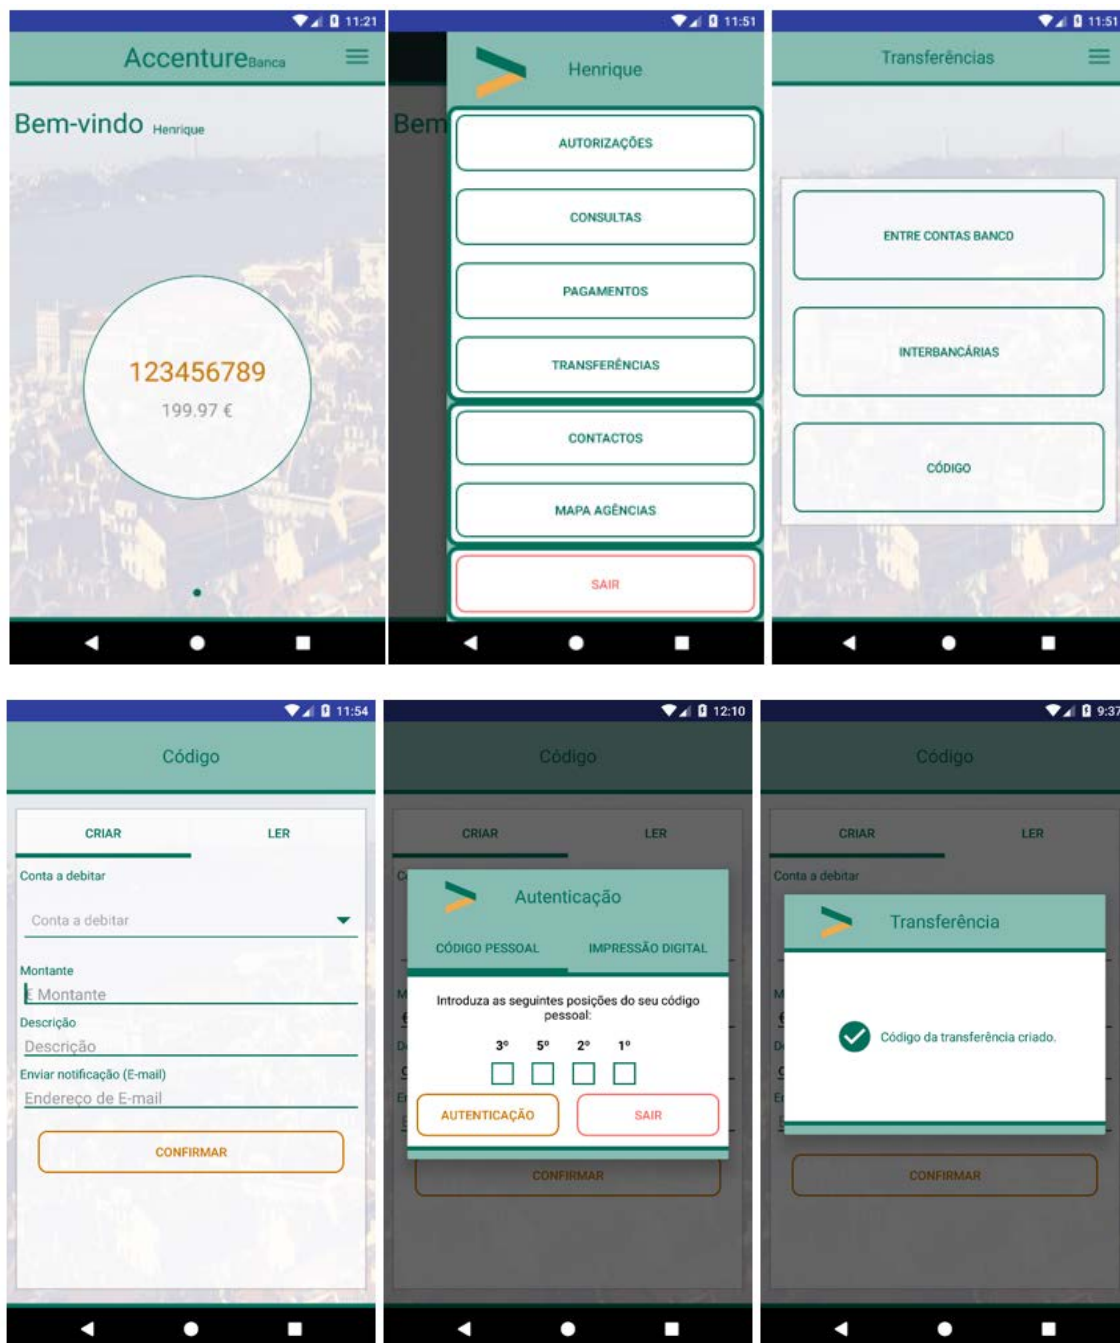 11:21
Accenture Banca
Bem-vindo Henrique
123456789
199.97 €
11:51
Henrique
Bem
AUTORIZAÇÕES
CONSULTAS
PAGAMENTOS
TRANSFERÊNCIAS
CONTACTOS
MAPA AGÊNCIAS
SAIR
11:51
Transferências
ENTRE CONTAS BANCO
INTERBANCÁRIAS
CÓDIGO
11:54
Código
CRIAR LER
Conta a debitar
Conta a debitar
Montante
€ Montante
Descrição
Descrição
Enviar notificação (E-mail)
Endereço de E-mail
CONFIRMAR
12:10
Código
CRIAR LER
Autenticação
CÓDIGO PESSOAL IMPRESSÃO DIGITAL
Introduza as seguintes posições do seu código
pessoal:
3º 5º 2º 1º
AUTENTICAÇÃO SAIR
CONFIRMAR
9:37
Código
CRIAR LER
Conta a debitar
Transferência
Código da transferência criado.
CONFIRMAR